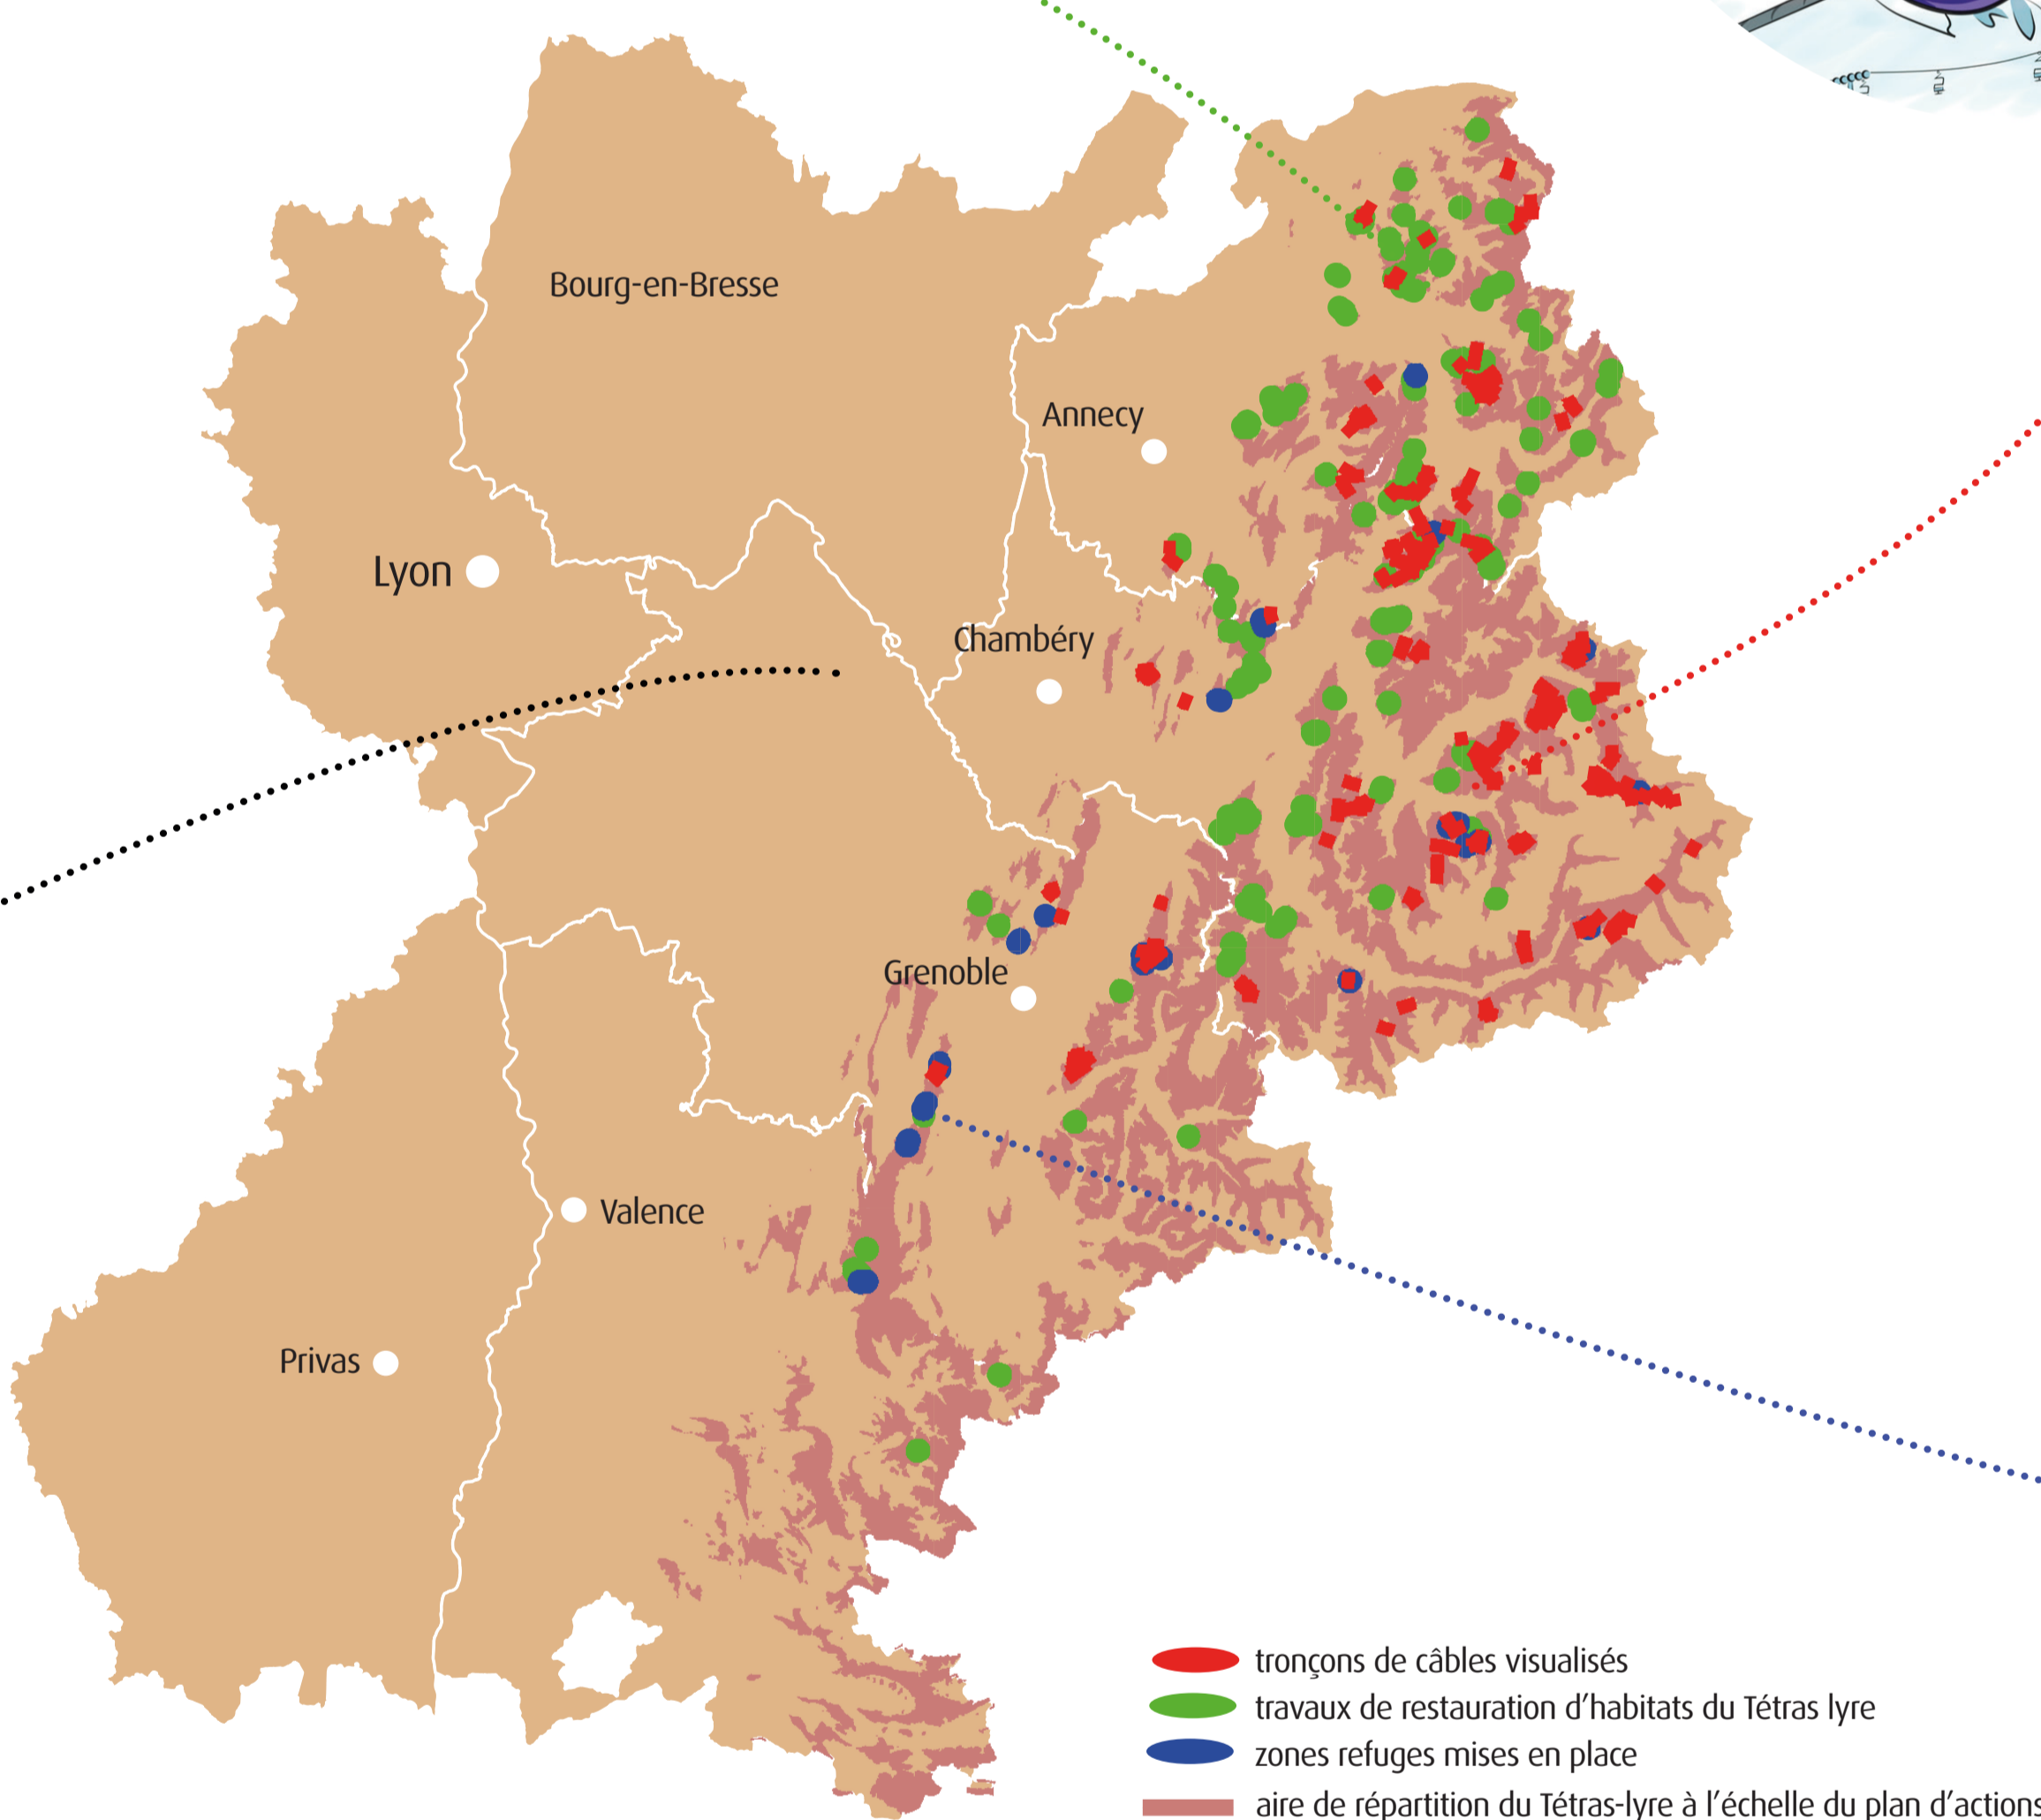 Bourg-en-Bresse
Annecy
Lyon
Chambéry
Grenoble
Valence
Privas
tronçons de câbles visualisés
travaux de restauration d'habitats du Tétras lyre
zones refuges mises en place
aire de répartition du Tétras-lyre à l'échelle du plan d'actions